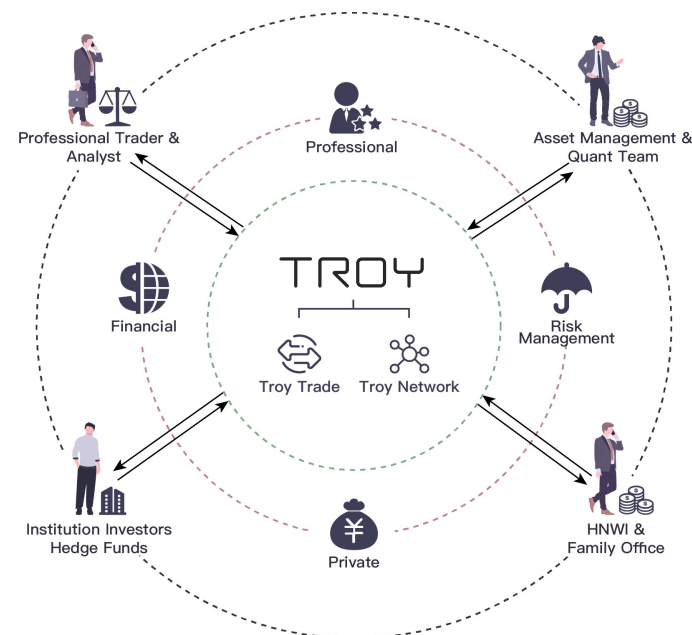 Professional Trader &
Analyst
Professional
Asset Management &
Quant Team
TROY
Financial
Risk
Management
Troy Trade
Troy Network
Institution Investors
Hedge Funds
¥
Private
HNWI &
Family Office